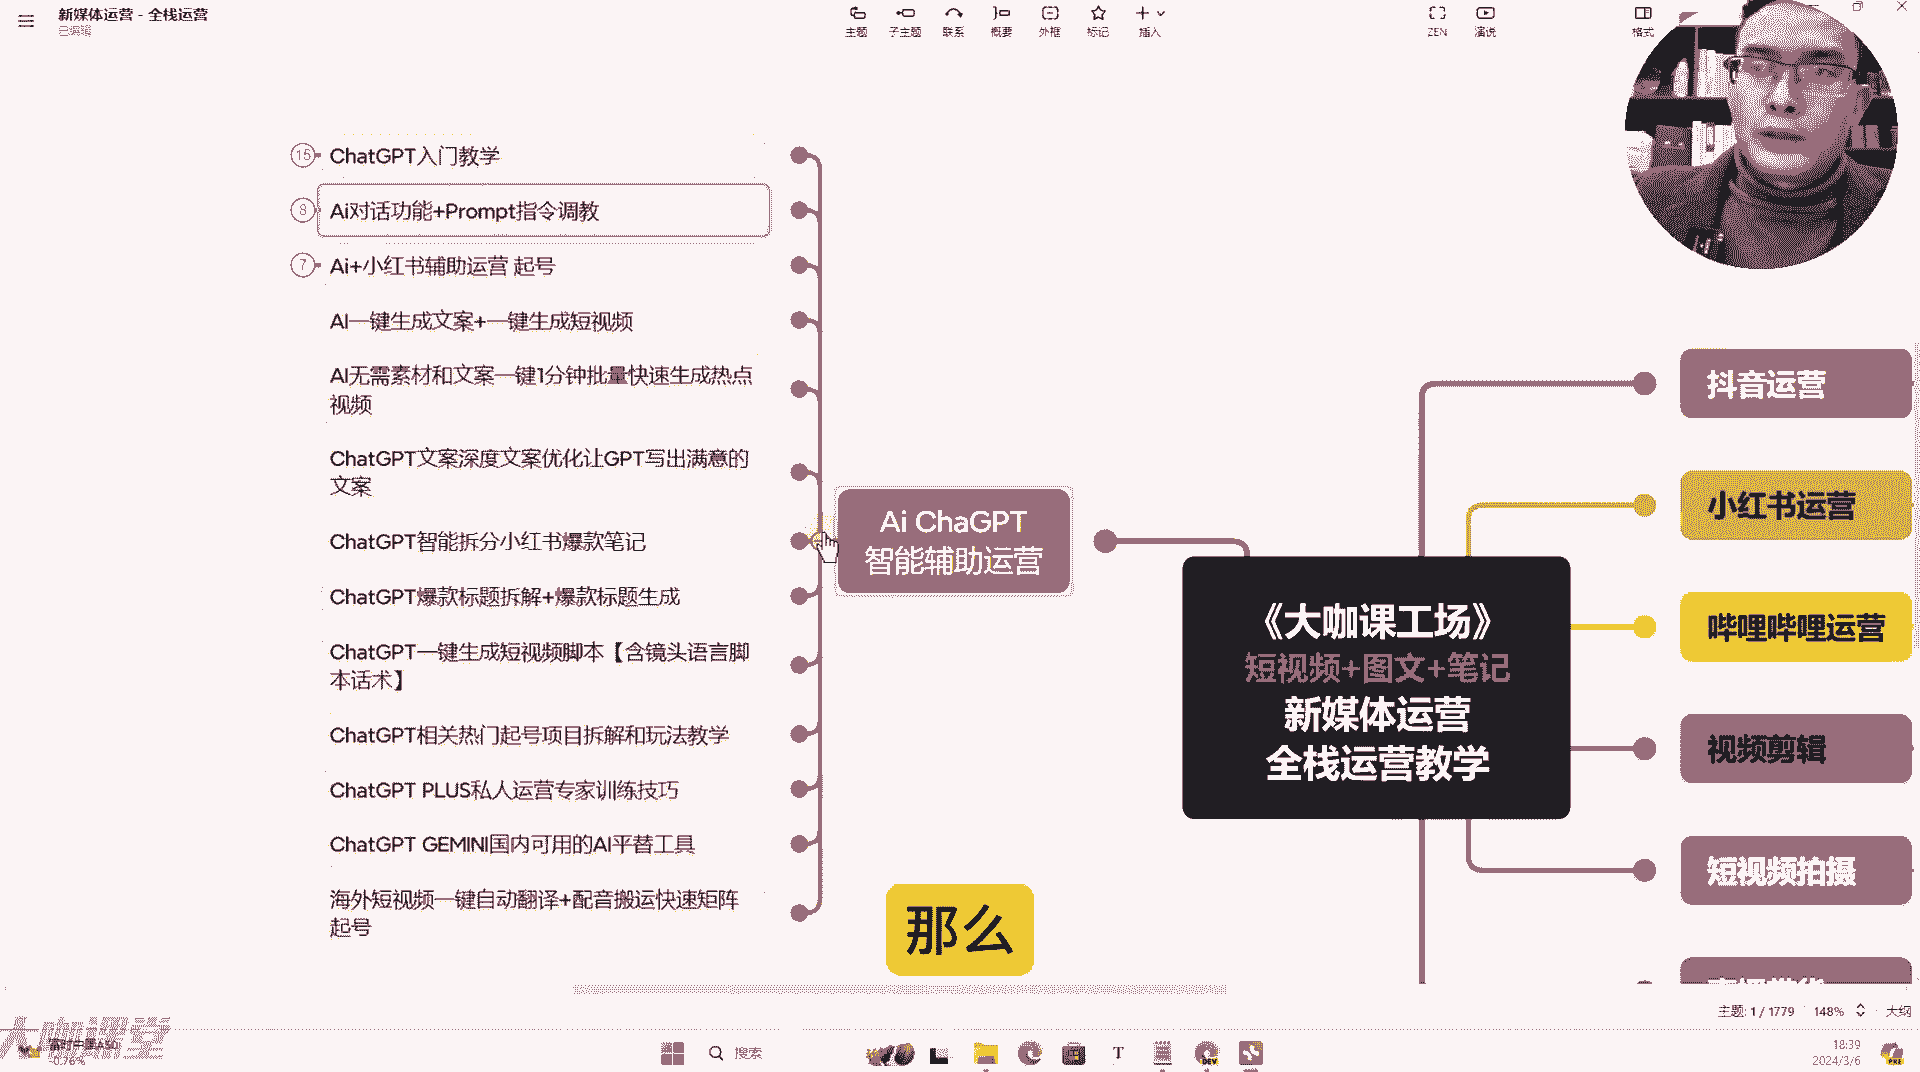 新媒体运营 - 全栈运营
已编辑
主题
子主题
联系
概要
外框
标记
插入
ZEN
演说
格式
15
ChatGPT入门教学
8
Ai对话功能+Prompt指令调教
7
Ai+小红书辅助运营 起号
AI一键生成文案+一键生成短视频
AI无需素材和文案一键1分钟批量快速生成热点
视频
ChatGPT文案深度文案优化让GPT写出满意的
文案
ChatGPT智能拆分小红书爆款笔记
ChatGPT爆款标题拆解+爆款标题生成
ChatGPT一键生成短视频脚本【含镜头语言脚
本话术】
ChatGPT相关热门起号项目拆解和玩法教学
ChatGPT PLUS私人运营专家训练技巧
ChatGPT GEMINI国内可用的AI平替工具
海外短视频一键自动翻译+配音搬运快速矩阵
起号
Ai ChaGPT
智能辅助运营
《大咖课工场》
短视频+图文+笔记
新媒体运营
全栈运营教学
抖音运营
小红书运营
哔哩哔哩运营
视频剪辑
短视频拍摄
那么
主题: 1 / 1779
148%
大纲
大咖课堂
富时中国A50
-0.76%
搜索
T
DEV
18:39
2024/3/6
PRE